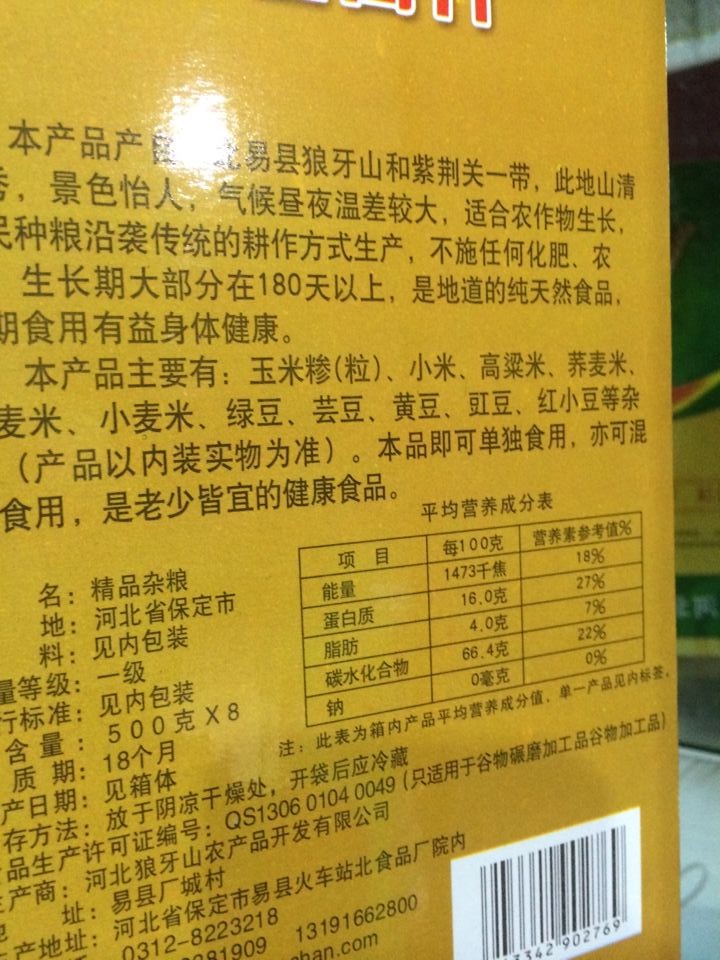 本产品产自 北易县狼牙山和紫荆关一带，此地山清
秀，景色怡人，气候昼夜温差较大，适合农作物生长，
民种粮沿袭传统的耕作方式生产，不施任何化肥、农
生长期大部分在180天以上，是地道的纯天然食品，
期食用有益身体健康。
本产品主要有：玉米糁(粒)、小米、高粱米、荞麦米、
麦米、小麦米、绿豆、芸豆、黄豆、豇豆、红小豆等杂
（产品以内装实物为准）。本品即可单独食用，亦可混
食用，是老少皆宜的健康食品。
平均营养成分表
项 目 每100克 营养素参考值%
能量 1473千焦 18%
蛋白质 16.0克 27%
脂肪 4.0克 7%
碳水化合物 66.4克 22%
钠 0毫克 0%
注：此表为箱内产品平均营养成分值，单一产品见内标签。
名：精品杂粮
地：河北省保定市
料：见内包装
量等级：一级
行标准：见内包装
含量：500克X8
质期：18个月
产日期：见箱体
存方法：放于阴凉干燥处，开袋后应冷藏
品生产许可证编号：QS1306 0104 0049 (只适用于谷物碾磨加工品谷物加工品)
产商：河北狼牙山农产品开发有限公司
址：易县厂城村
产地址：河北省保定市易县火车站北食品厂院内
0312-8223218
8281909 13191662800
chan.com
3342 902769